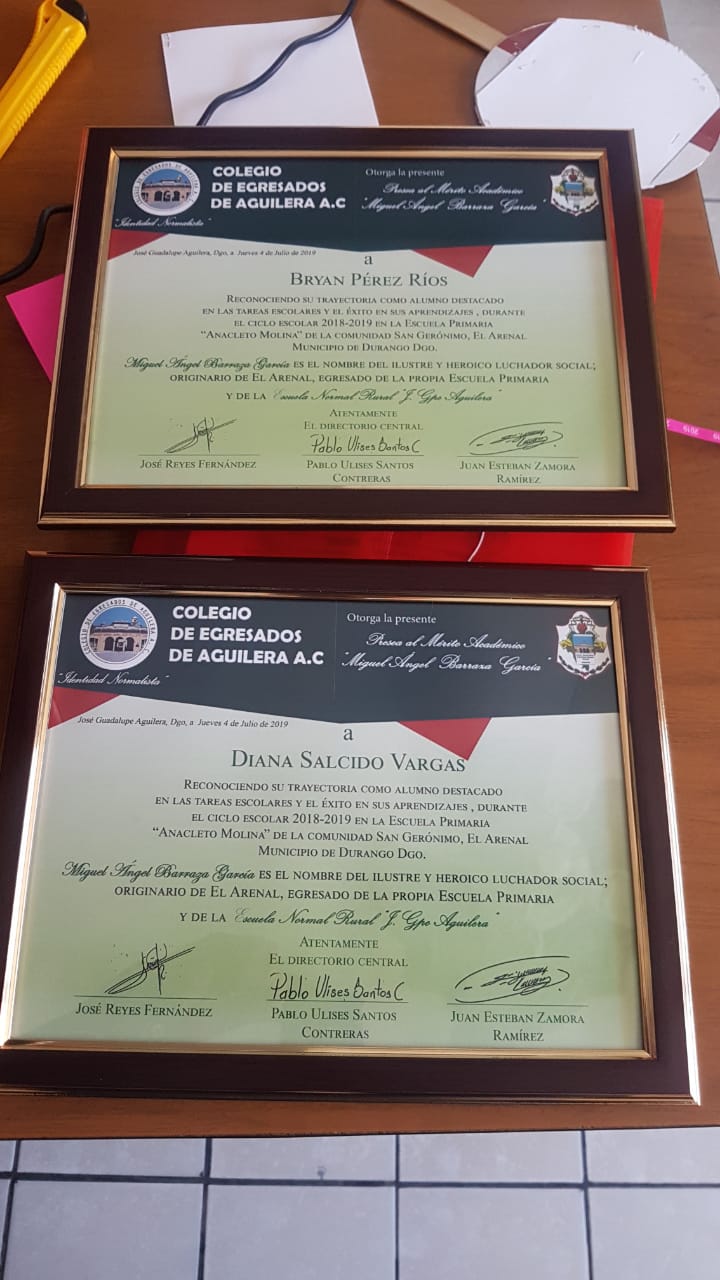 COLEGIO
DE EGRESADOS
DE AGUILERA A.C
"Identidad Normalista"
Otorga la presente
Presea al Mérito Académico
"Miguel Ángel Barraza García"
José Guadalupe Aguilera, Dgo, a Jueves 4 de Julio de 2019
a
BRYAN PÉREZ RÍOS
RECONOCIENDO SU TRAYECTORIA COMO ALUMNO DESTACADO
EN LAS TAREAS ESCOLARES Y EL ÉXITO EN SUS APRENDIZAJES , DURANTE
EL CICLO ESCOLAR 2018-2019 EN LA ESCUELA PRIMARIA
"ANACLETO MOLINA" DE LA COMUNIDAD SAN GERÓNIMO, EL ARENAL
MUNICIPIO DE DURANGO DGO.
Miguel Ángel Barraza García ES EL NOMBRE DEL ILUSTRE Y HEROICO LUCHADOR SOCIAL;
ORIGINARIO DE EL ARENAL, EGRESADO DE LA PROPIA ESCUELA PRIMARIA
Y DE LA Escuela Normal Rural "J. Gpe Aguilera"
ATENTAMENTE
EL DIRECTORIO CENTRAL
Pablo Ulises Santos C
JOSÉ REYES FERNÁNDEZ
PABLO ULISES SANTOS
CONTRERAS
JUAN ESTEBAN ZAMORA
RAMÍREZ
2019
COLEGIO
DE EGRESADOS
DE AGUILERA A.C
"Identidad Normalista"
COLEGIO DE EGRESADOS DE AGUILERA
Otorga la presente
Presea al Mérito Académico
"Miguel Ángel Barraza García"
José Guadalupe Aguilera, Dgo, a Jueves 4 de Julio de 2019
a
DIANA SALCIDO VARGAS
RECONOCIENDO SU TRAYECTORIA COMO ALUMNO DESTACADO
EN LAS TAREAS ESCOLARES Y EL ÉXITO EN SUS APRENDIZAJES , DURANTE
EL CICLO ESCOLAR 2018-2019 EN LA ESCUELA PRIMARIA
"ANACLETO MOLINA" DE LA COMUNIDAD SAN GERÓNIMO, EL ARENAL
MUNICIPIO DE DURANGO DGO.
Miguel Ángel Barraza García ES EL NOMBRE DEL ILUSTRE Y HEROICO LUCHADOR SOCIAL;
ORIGINARIO DE EL ARENAL, EGRESADO DE LA PROPIA ESCUELA PRIMARIA
Y DE LA Escuela Normal Rural "J. Gpe Aguilera"
ATENTAMENTE
EL DIRECTORIO CENTRAL
Pablo Ulises Santos C
JOSÉ REYES FERNÁNDEZ
PABLO ULISES SANTOS
CONTRERAS
JUAN ESTEBAN ZAMORA
RAMÍREZ